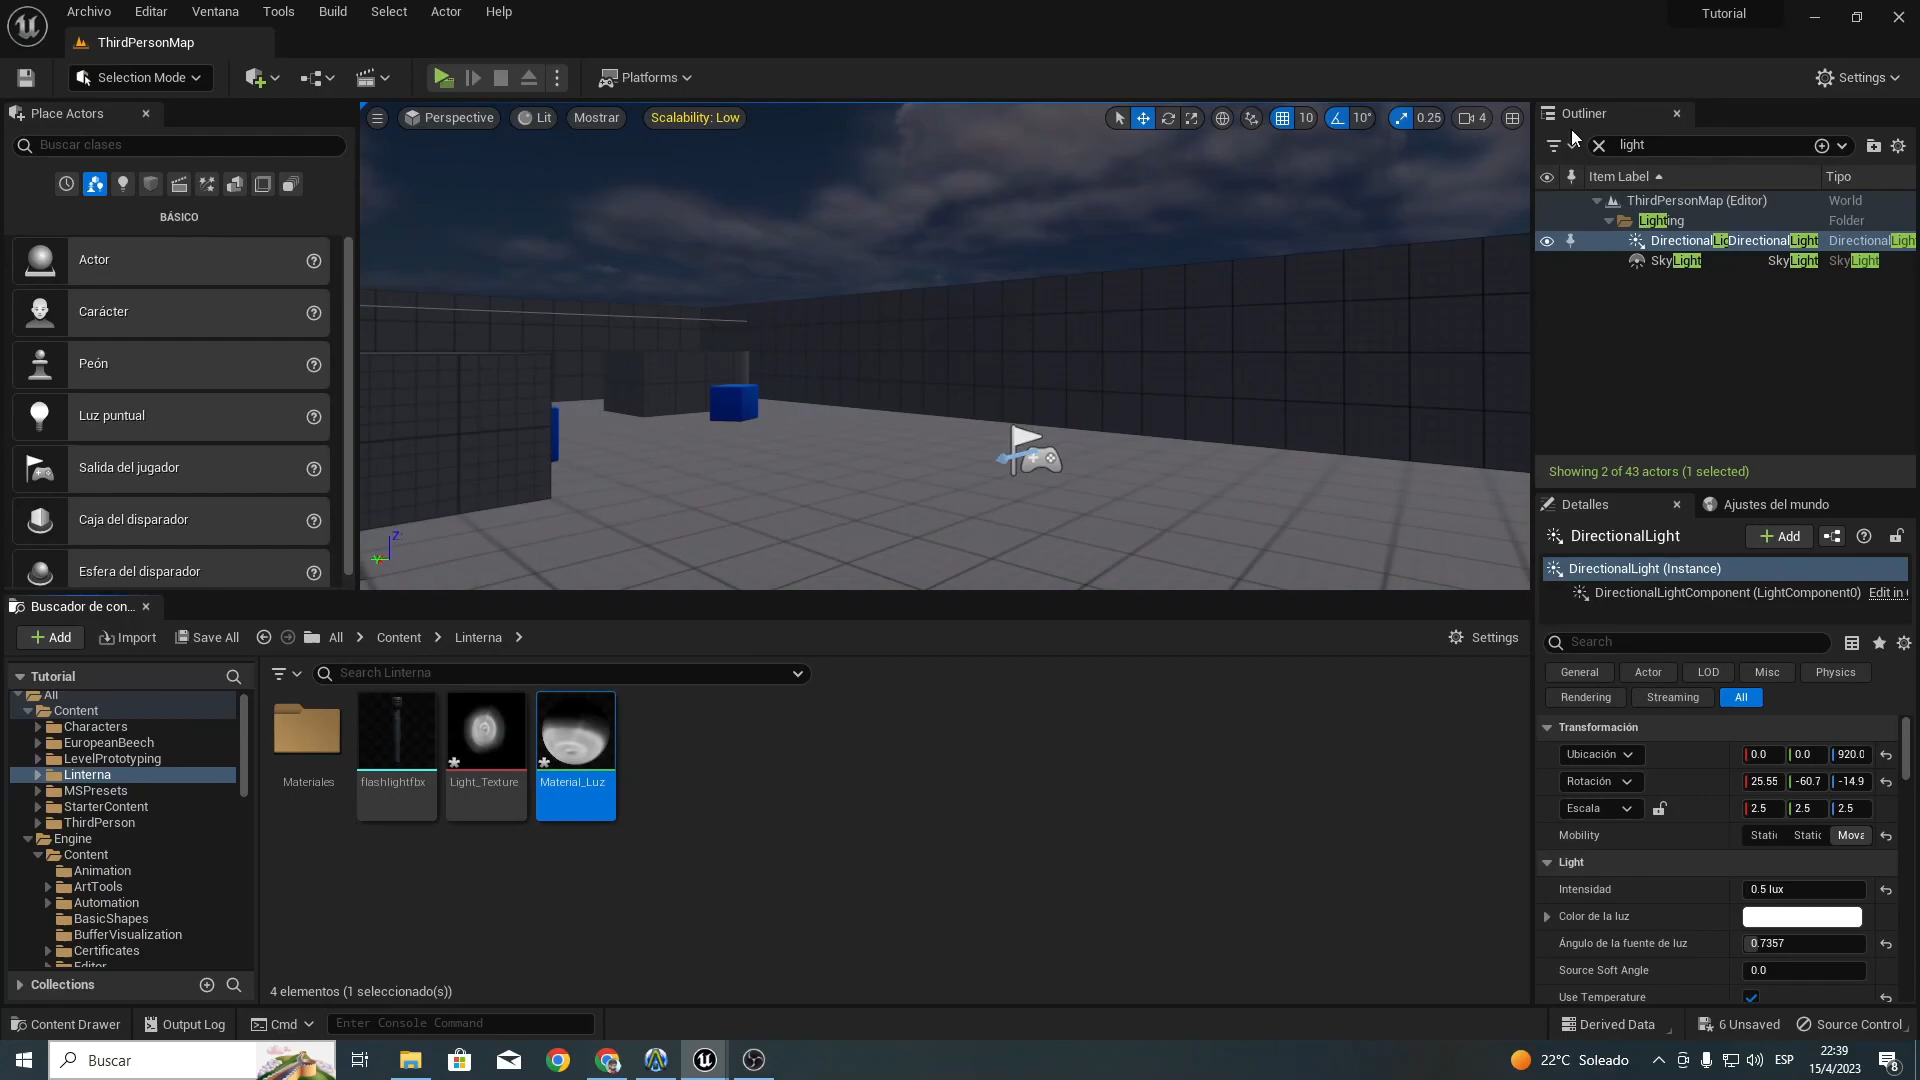 Archivo Editar Ventana Tools Build Select Actor Help
Tutorial
ThirdPersonMap
Selection Mode
Platforms
Settings
Place Actors
Buscar clases
BÁSICO
Actor
Carácter
Peón
Luz puntual
Salida del jugador
Caja del disparador
Esfera del disparador
Perspective Lit Mostrar Scalability: Low
10 10° 0.25 4
Z
Outliner
light
Item Label Tipo
ThirdPersonMap (Editor) World
Lighting Folder
DirectionalLig DirectionalLight DirectionalLight
SkyLight SkyLight SkyLight
Showing 2 of 43 actors (1 selected)
Detalles Ajustes del mundo
DirectionalLight Add
DirectionalLight (Instance)
DirectionalLightComponent (LightComponent0) Edit in
Search
General Actor LOD Misc Physics
Rendering Streaming All
Transformación
Ubicación 0.0 0.0 920.0
Rotación 25.55 -60.7 -14.9
Escala 2.5 2.5 2.5
Mobility Static Static Mova
Light
Intensidad 0.5 lux
Color de la luz
Ángulo de la fuente de luz 0.7357
Source Soft Angle 0.0
Use Temperature
Buscador de con...
Add Import Save All All Content Linterna Settings
Tutorial
Search Linterna
All
Content
Characters
EuropeanBeech
LevelPrototyping
Linterna
MSPresets
StarterContent
ThirdPerson
Engine
Content
Animation
ArtTools
Automation
BasicShapes
BufferVisualization
Certificates
Editor
Collections
Materiales flashlightfbx Light_Texture Material_Luz
4 elementos (1 seleccionado(s))
Content Drawer Output Log Cmd Enter Console Command Derived Data 6 Unsaved Source Control
Buscar
22°C Soleado ESP 22:39
15/4/2023
8